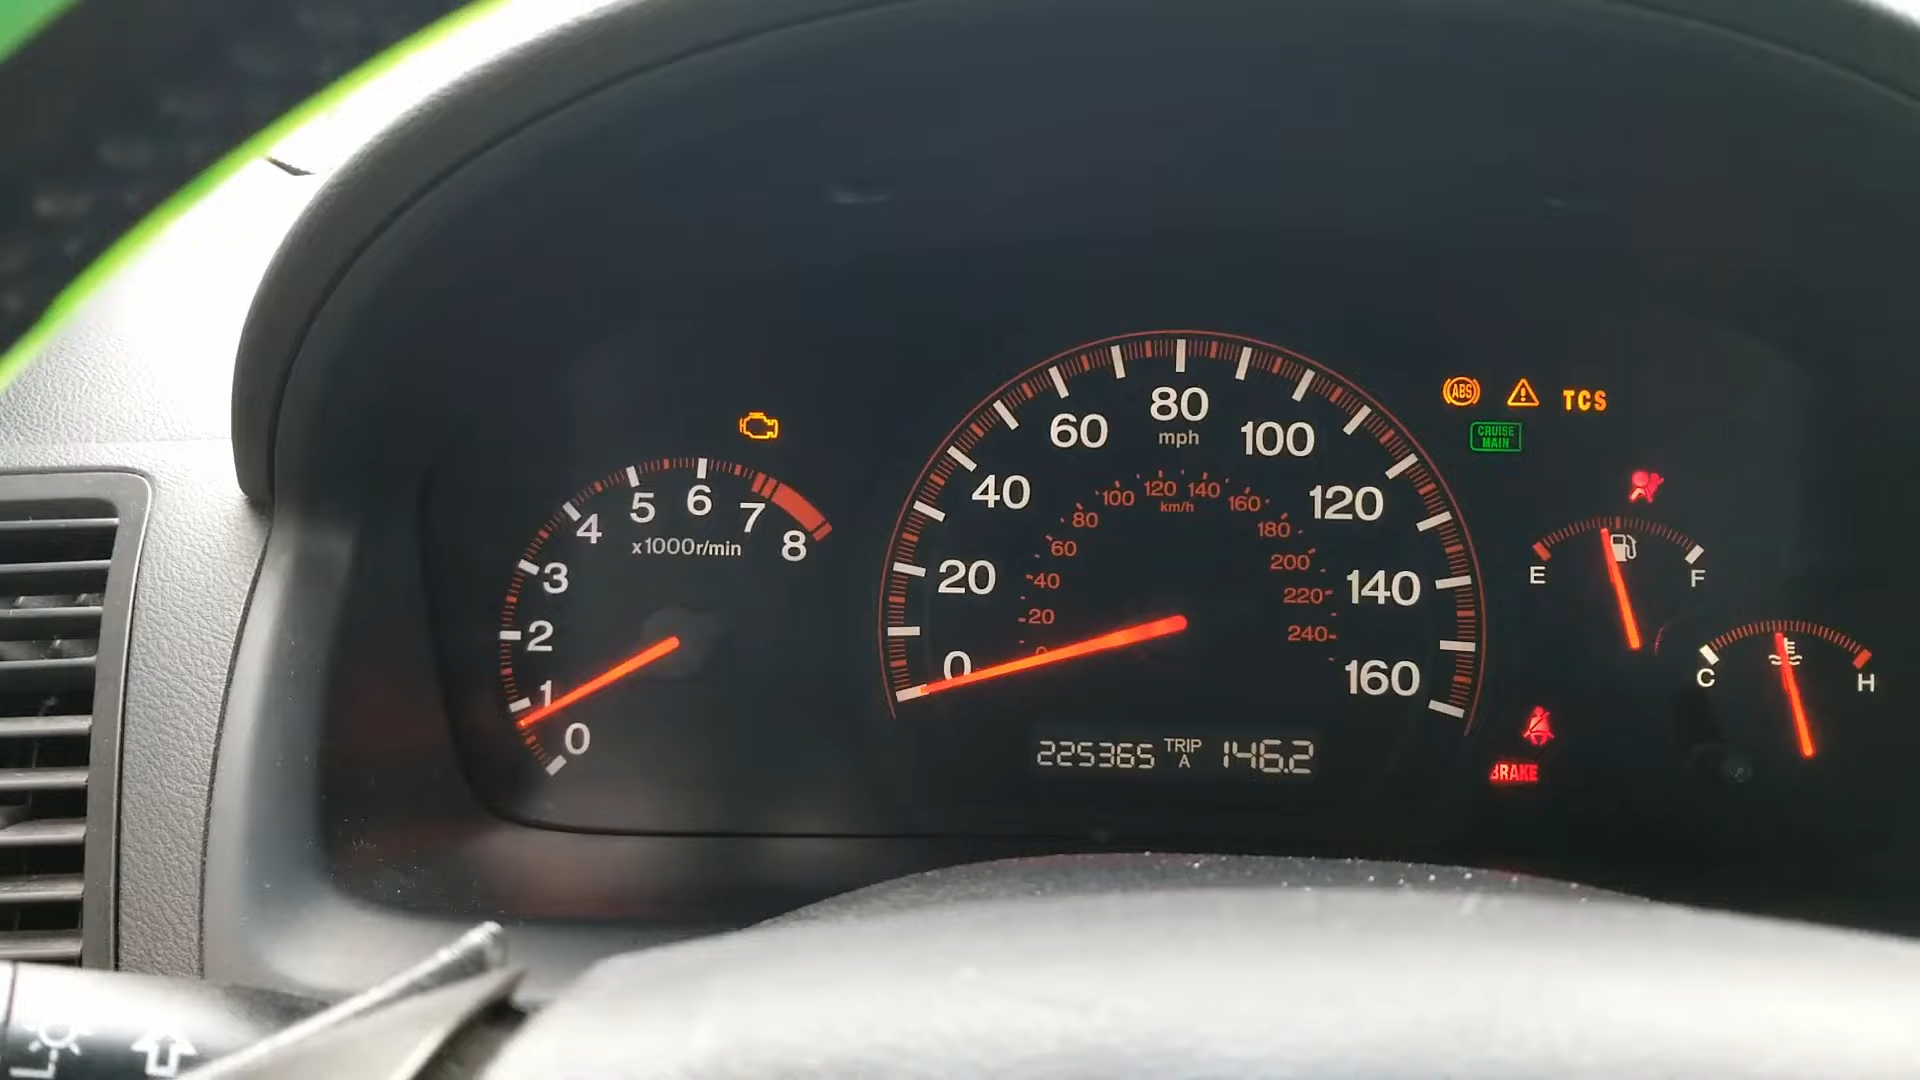 0
1
2
3
4
5
6
7
8
x1000r/min
0
20
40
60
80
100
120
140
160
mph
20
40
60
80
100
120
140
160
180
200
220
240
km/h
225365 TRIP A 146.2
ABS
TCS
CRUISE
MAIN
E
F
C
H
BRAKE